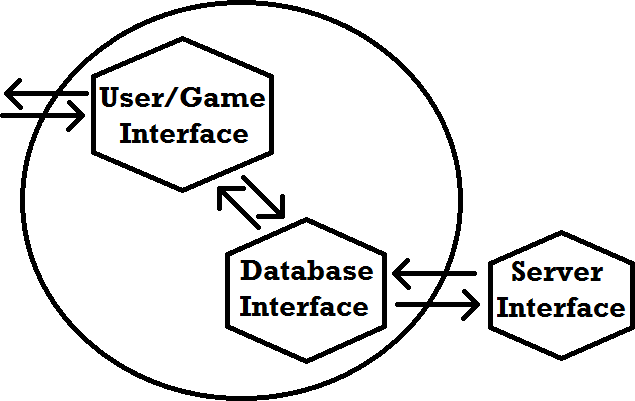 User/Game
Interface
Database
Interface
Server
Interface